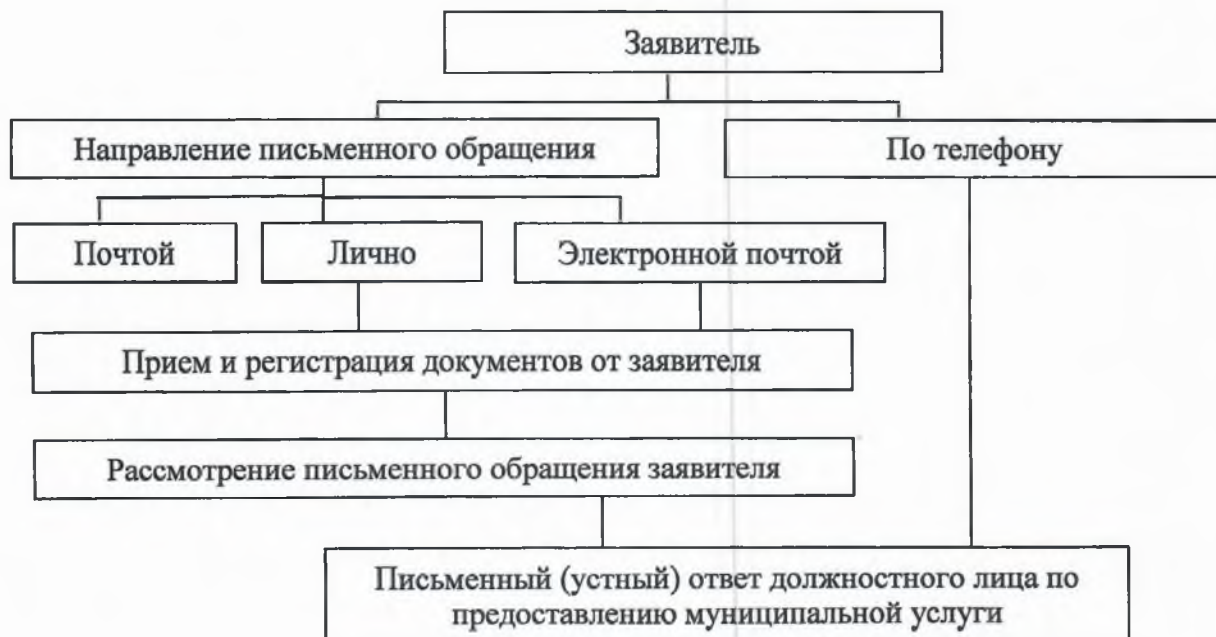 Заявитель
Направление письменного обращения
По телефону
Почтой
Лично
Электронной почтой
Прием и регистрация документов от заявителя
Рассмотрение письменного обращения заявителя
Письменный (устный) ответ должностного лица по
предоставлению муниципальной услуги